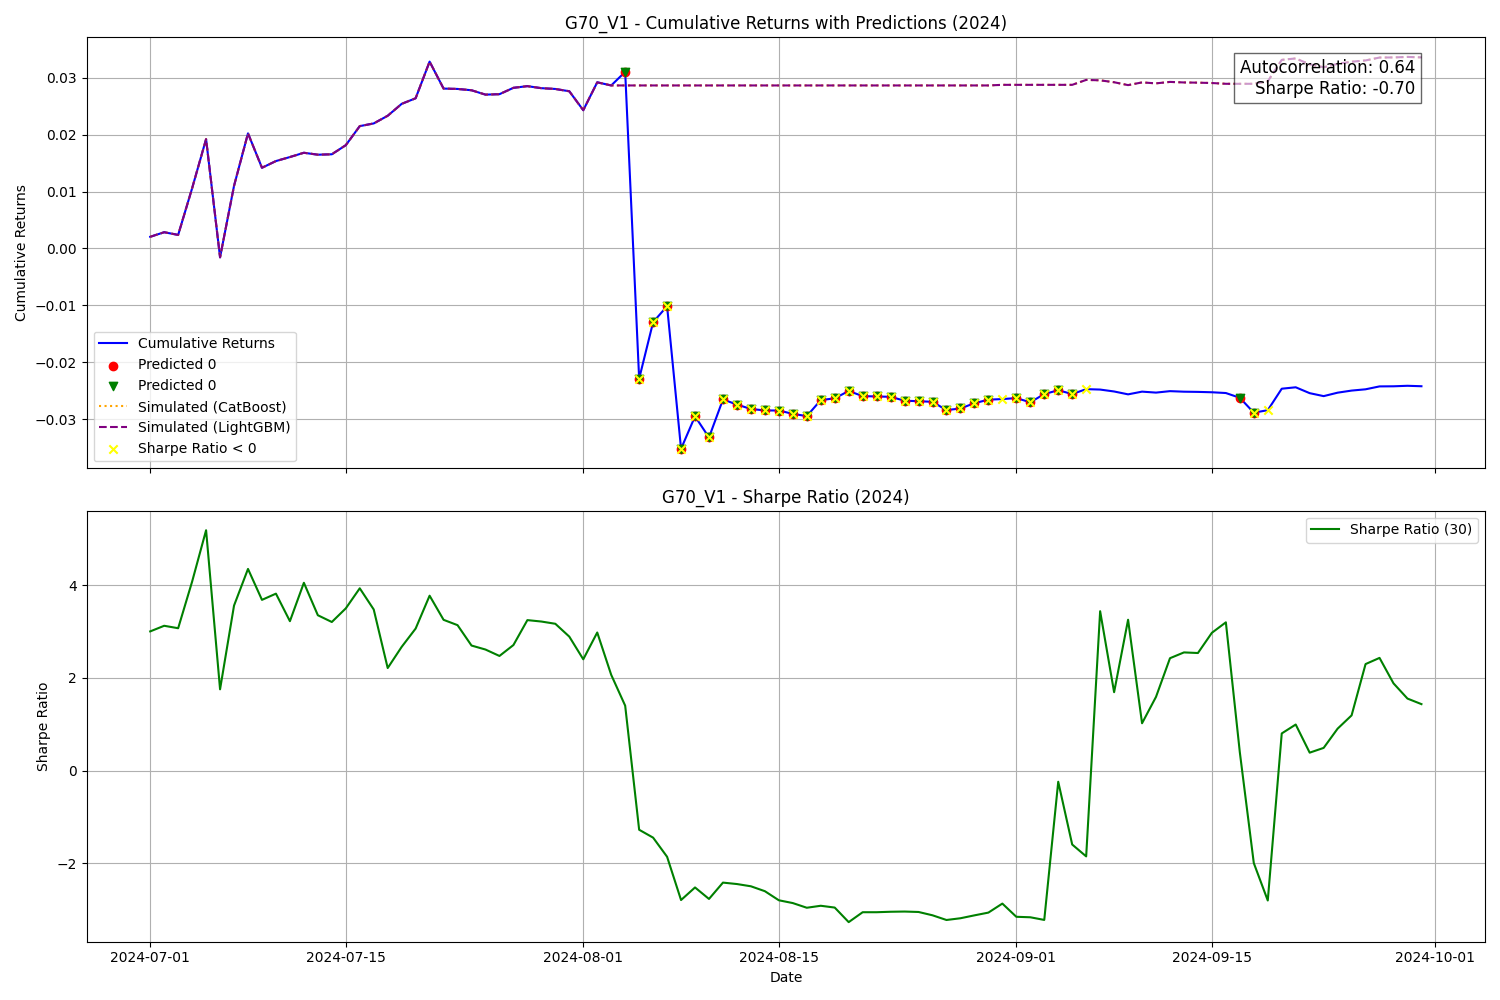 G70_V1 - Cumulative Returns with Predictions (2024)
Cumulative Returns
0.03
0.02
0.01
0.00
−0.01
−0.02
−0.03
Autocorrelation: 0.64
Sharpe Ratio: -0.70
Cumulative Returns
Predicted 0
Predicted 0
Simulated (CatBoost)
Simulated (LightGBM)
Sharpe Ratio < 0
G70_V1 - Sharpe Ratio (2024)
Sharpe Ratio
4
2
0
−2
Sharpe Ratio (30)
2024-07-01
2024-07-15
2024-08-01
2024-08-15
2024-09-01
2024-09-15
2024-10-01
Date